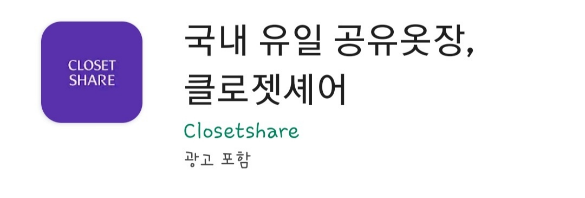 CLOSET
SHARE
국내 유일 공유옷장,
클로젯셰어
Closetshare
광고 포함